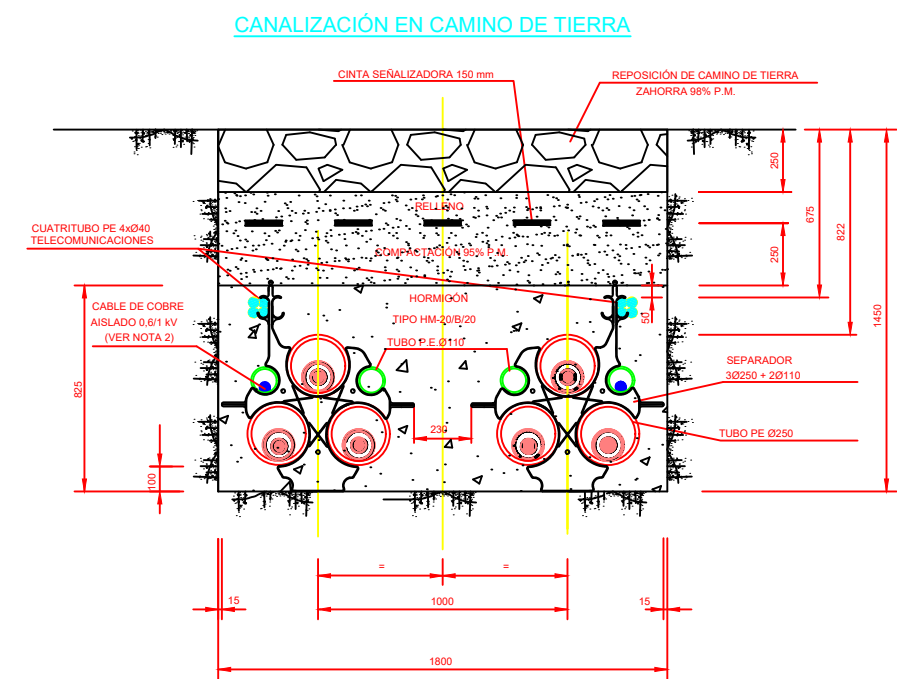 CANALIZACIÓN EN CAMINO DE TIERRA
CINTA SEÑALIZADORA 150 mm
REPOSICIÓN DE CAMINO DE TIERRA
ZAHORRA 98% P.M.
250
RELLENO
675
822
CUATRITUBO PE 4xØ40
TELECOMUNICACIONES
COMPACTACIÓN 95% P.M.
250
CABLE DE COBRE
AISLADO 0,6/1 kV
(VER NOTA 2)
HORMIGÓN
TIPO HM-20/B/20
50
1450
TUBO P.E.Ø110
SEPARADOR
3Ø250 + 2Ø110
825
230
TUBO PE Ø250
100
=
=
15
1000
15
1800